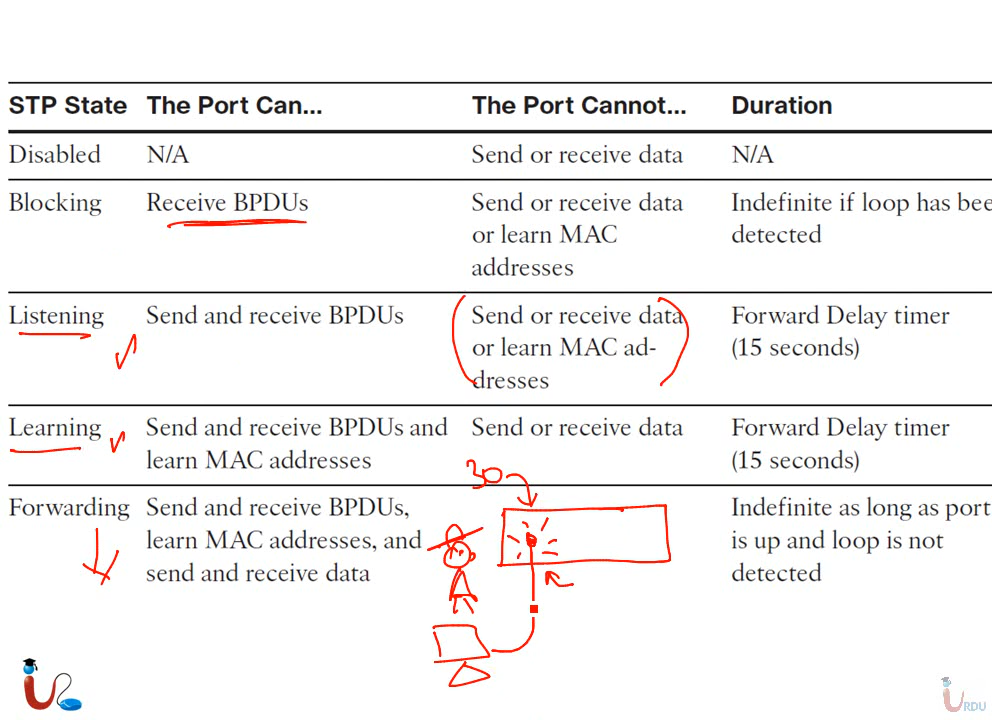 STP State The Port Can... The Port Cannot... Duration
Disabled N/A Send or receive data N/A
Blocking Receive BPDUs Send or receive data Indefinite if loop has bee
or learn MAC detected
addresses
Listening Send and receive BPDUs Send or receive data Forward Delay timer
or learn MAC ad- (15 seconds)
dresses
Learning Send and receive BPDUs and Send or receive data Forward Delay timer
learn MAC addresses (15 seconds)
30
Forwarding Send and receive BPDUs, Indefinite as long as port
learn MAC addresses, and is up and loop is not
send and receive data detected
URDU